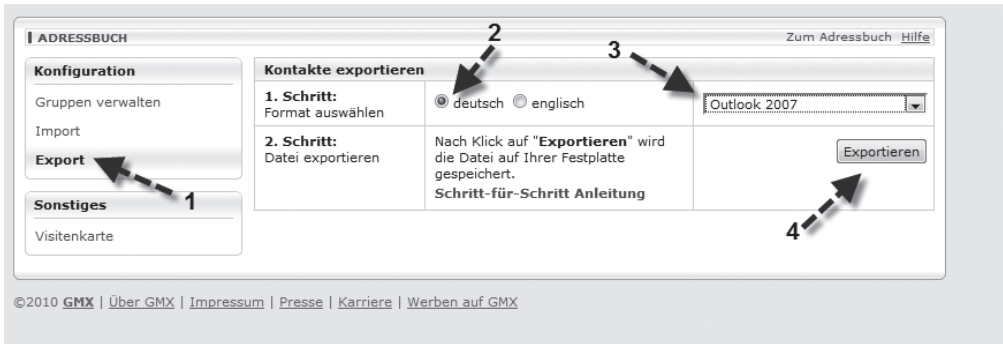 ADRESSBUCH
Zum Adressbuch Hilfe
Konfiguration
Gruppen verwalten
Import
Export
Sonstiges
Visitenkarte
Kontakte exportieren
1. Schritt:
Format auswählen
deutsch englisch
Outlook 2007
2. Schritt:
Datei exportieren
Nach Klick auf "Exportieren" wird
die Datei auf Ihrer Festplatte
gespeichert.
Schritt-für-Schritt Anleitung
Exportieren
1
2
3
4
©2010 GMX | Über GMX | Impressum | Presse | Karriere | Werben auf GMX